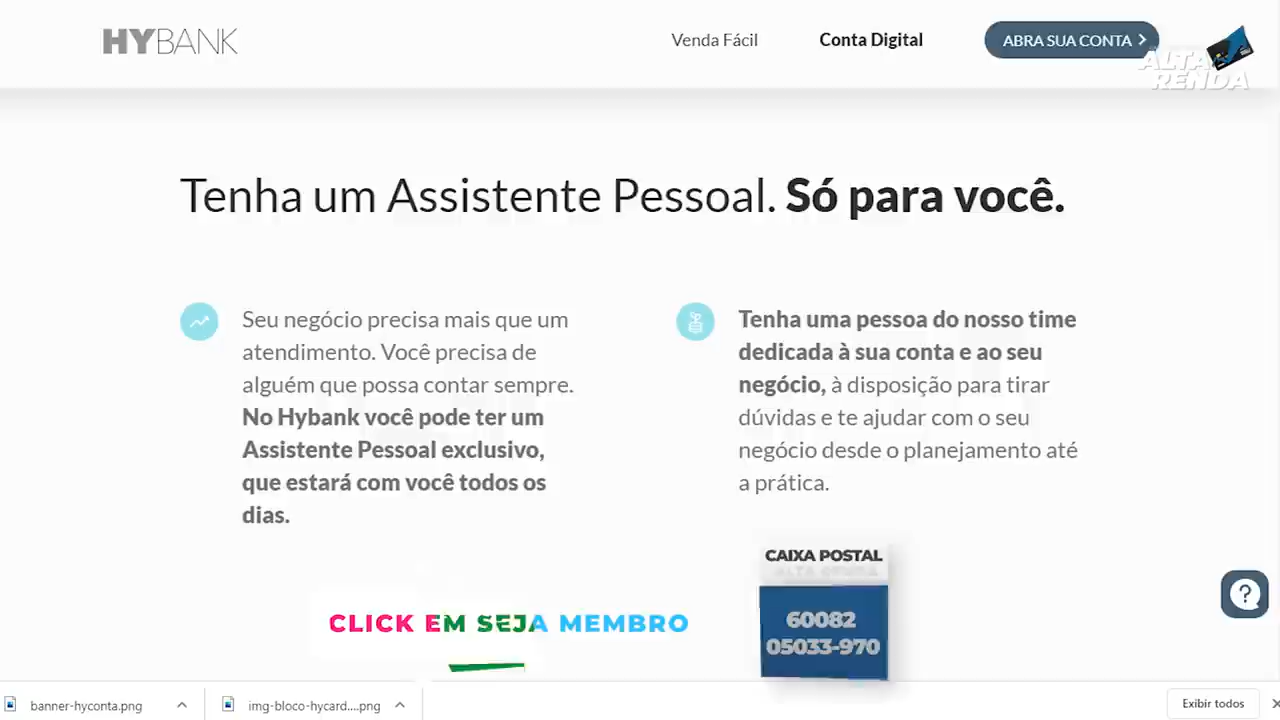 HYBANK
Venda Fácil
Conta Digital
ABRA SUA CONTA
ALTA
RENDA
Tenha um Assistente Pessoal. Só para você.
Seu negócio precisa mais que um
atendimento. Você precisa de
alguém que possa contar sempre.
No Hybank você pode ter um
Assistente Pessoal exclusivo,
que estará com você todos os
dias.
Tenha uma pessoa do nosso time
dedicada à sua conta e ao seu
negócio, à disposição para tirar
dúvidas e te ajudar com o seu
negócio desde o planejamento até
a prática.
CAIXA POSTAL
60082
05033-970
CLICK EM SEJA MEMBRO
?
banner-hyconta.png
img-bloco-hycard....png
Exibir todos